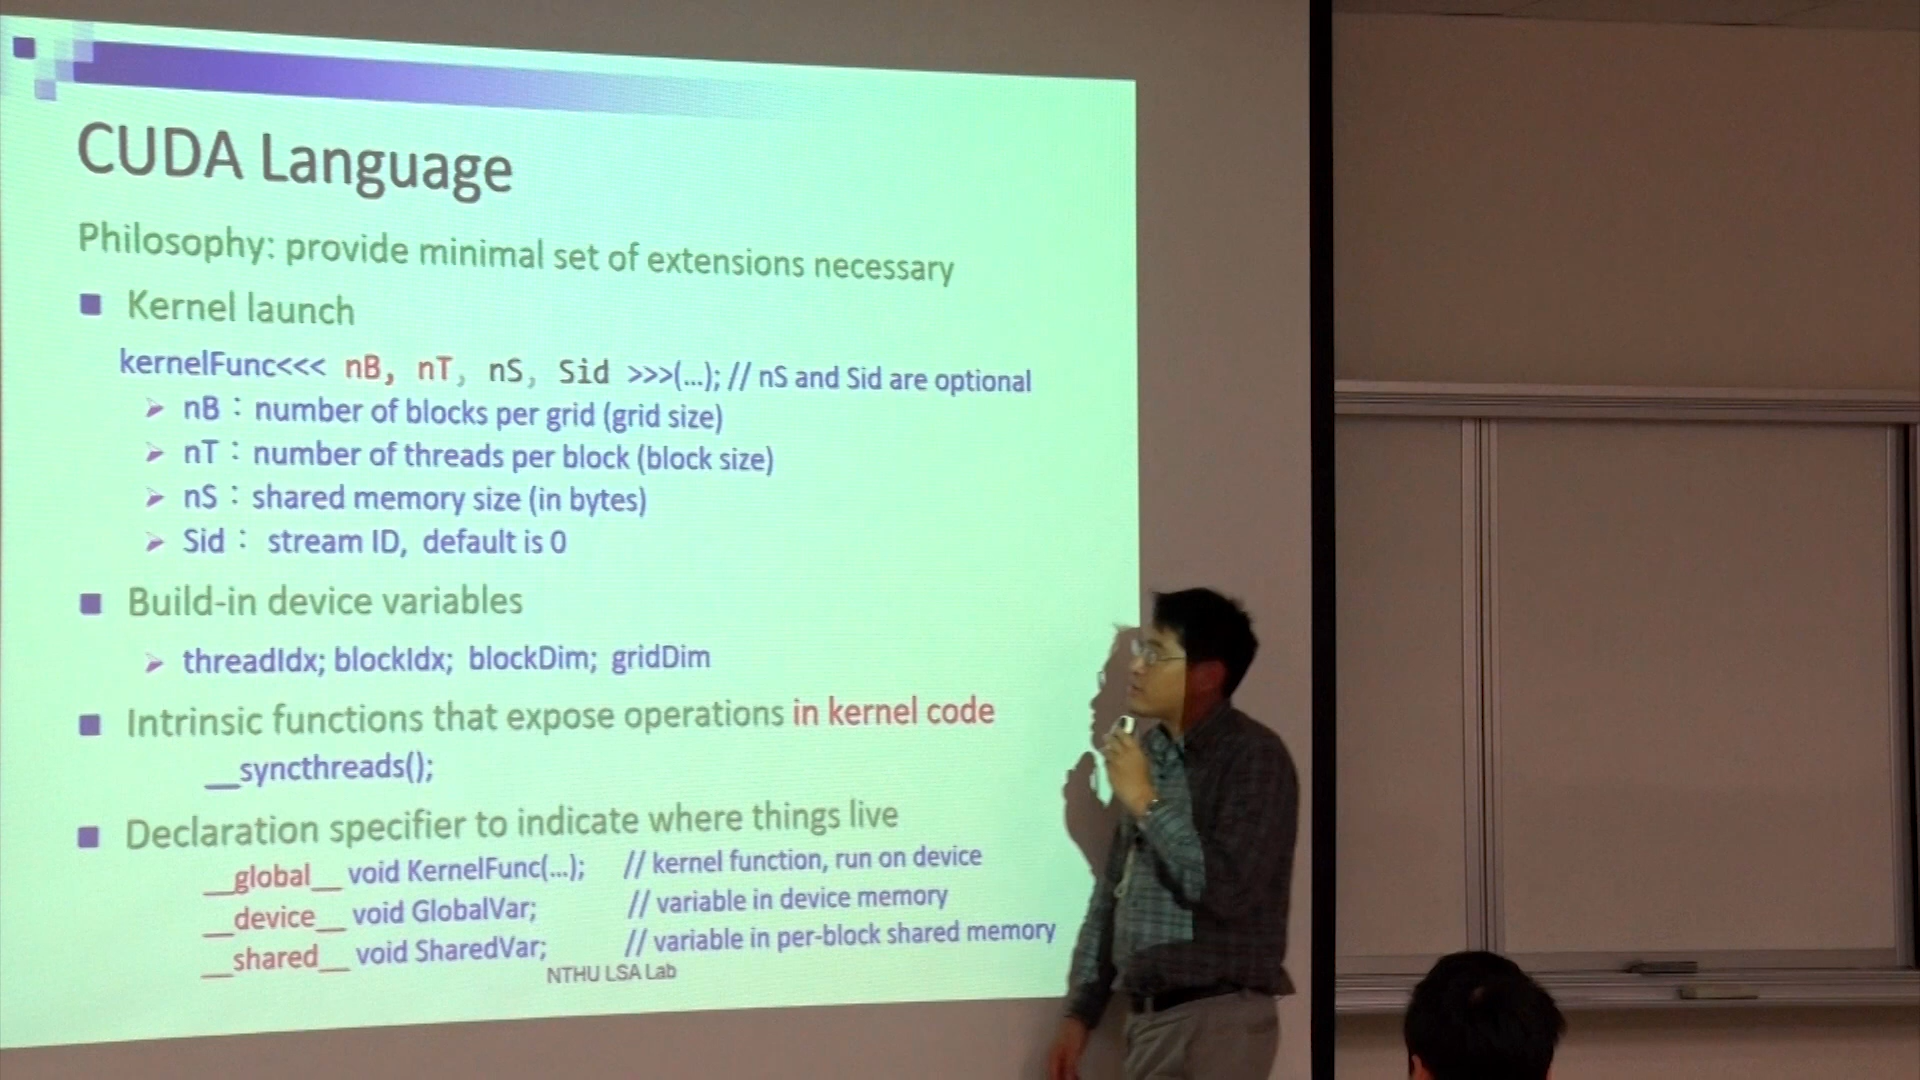 CUDA Language
Philosophy: provide minimal set of extensions necessary
Kernel launch
kernelFunc<<< nB, nT, nS, Sid >>>(...); // nS and Sid are optional
nB : number of blocks per grid (grid size)
nT : number of threads per block (block size)
nS : shared memory size (in bytes)
Sid : stream ID, default is 0
Build-in device variables
threadIdx; blockIdx; blockDim; gridDim
Intrinsic functions that expose operations in kernel code
__syncthreads();
Declaration specifier to indicate where things live
__global__ void KernelFunc(...); // kernel function, run on device
__device__ void GlobalVar; // variable in device memory
__shared__ void SharedVar; // variable in per-block shared memory
NTHU LSA Lab